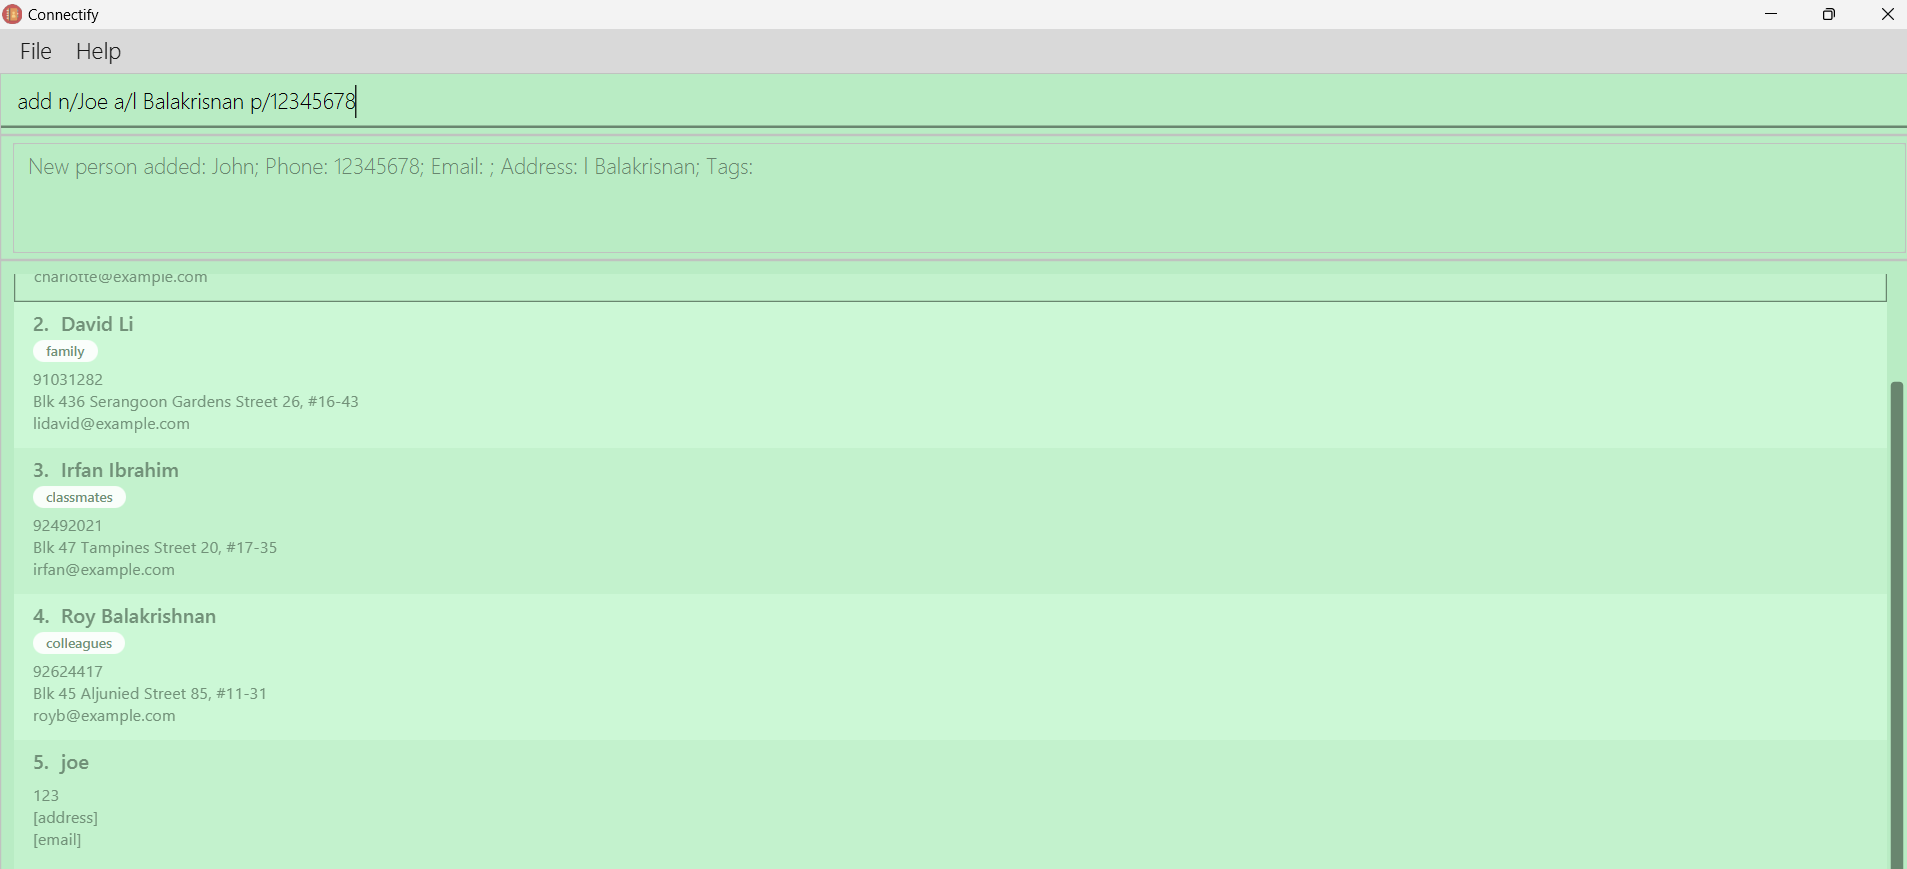 Connectify
File Help
add n/Joe a/l Balakrisnan p/12345678
New person added: John; Phone: 12345678; Email: ; Address: l Balakrisnan; Tags:
charlotte@example.com
2. David Li
family
91031282
Blk 436 Serangoon Gardens Street 26, #16-43
lidavid@example.com
3. Irfan Ibrahim
classmates
92492021
Blk 47 Tampines Street 20, #17-35
irfan@example.com
4. Roy Balakrishnan
colleagues
92624417
Blk 45 Aljunied Street 85, #11-31
royb@example.com
5. joe
123
[address]
[email]